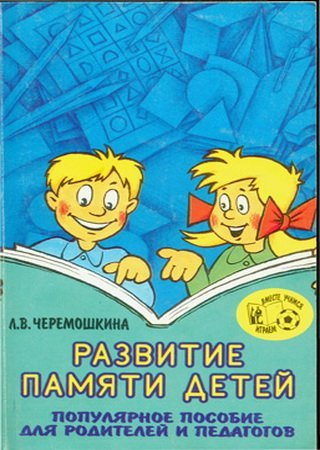 Л.В. ЧЕРЕМОШКИНА
ВМЕСТЕ УЧИМСЯ
ИГРАЕМ
РАЗВИТИЕ
ПАМЯТИ ДЕТЕЙ
ПОПУЛЯРНОЕ ПОСОБИЕ
ДЛЯ РОДИТЕЛЕЙ И ПЕДАГОГОВ